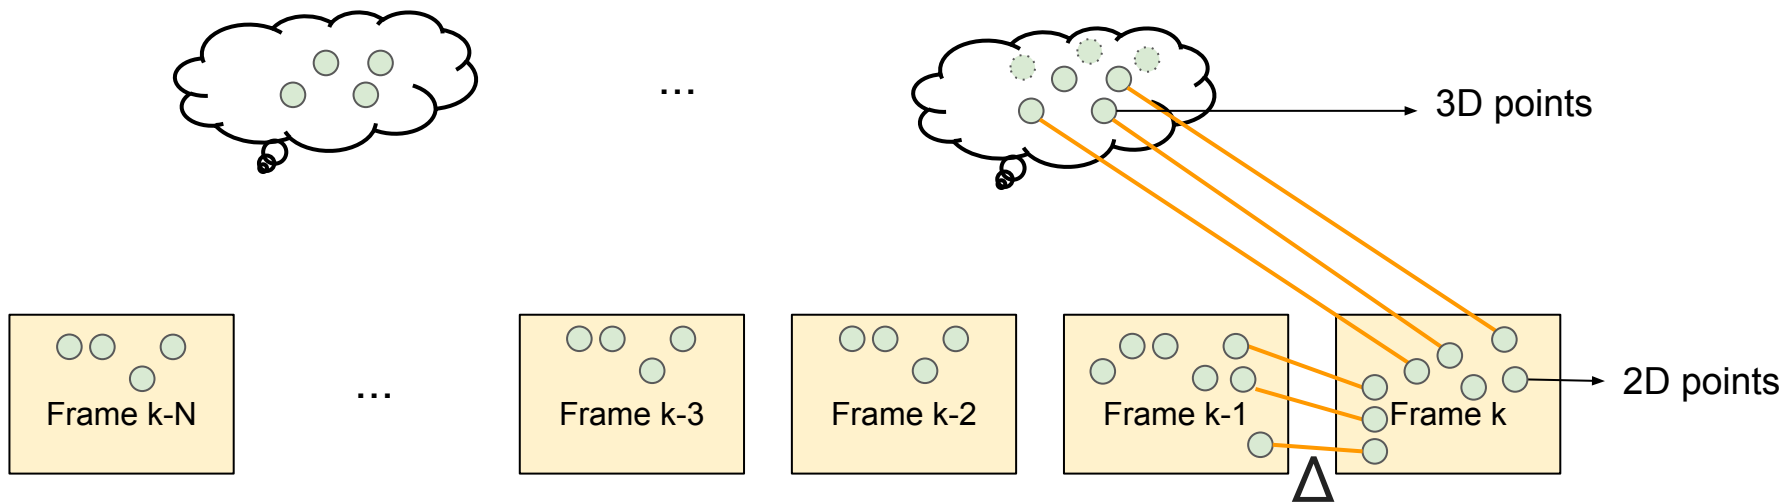 ...
3D points
2D points
Frame k-N
...
Frame k-3
Frame k-2
Frame k-1
Frame k
Δ